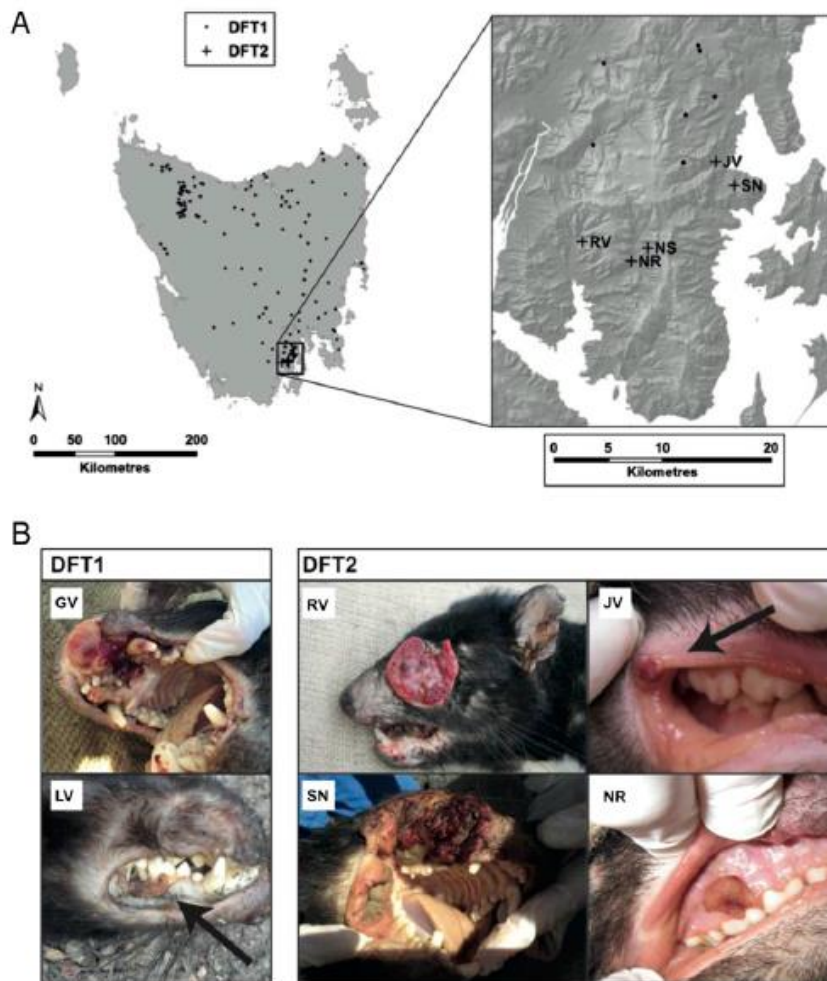 A
DFT1
DFT2
JV
SN
RV
NS
NR
N
0 50 100 200
Kilometres
0 5 10 20
Kilometres
B
DFT1
DFT2
GV
RV
JV
LV
SN
NR